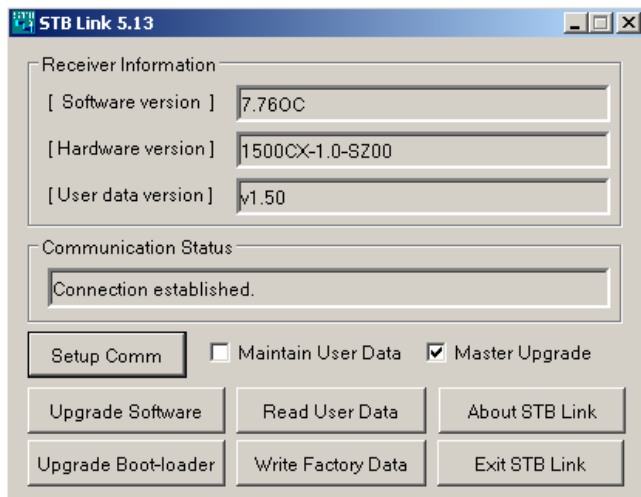 STB Link 5.13
Receiver Information
[ Software version ] 7.76OC
[ Hardware version ] 1500CX-1.0-SZ00
[ User data version ] v1.50
Communication Status
Connection established.
Setup Comm Maintain User Data Master Upgrade
Upgrade Software Read User Data About STB Link
Upgrade Boot-loader Write Factory Data Exit STB Link